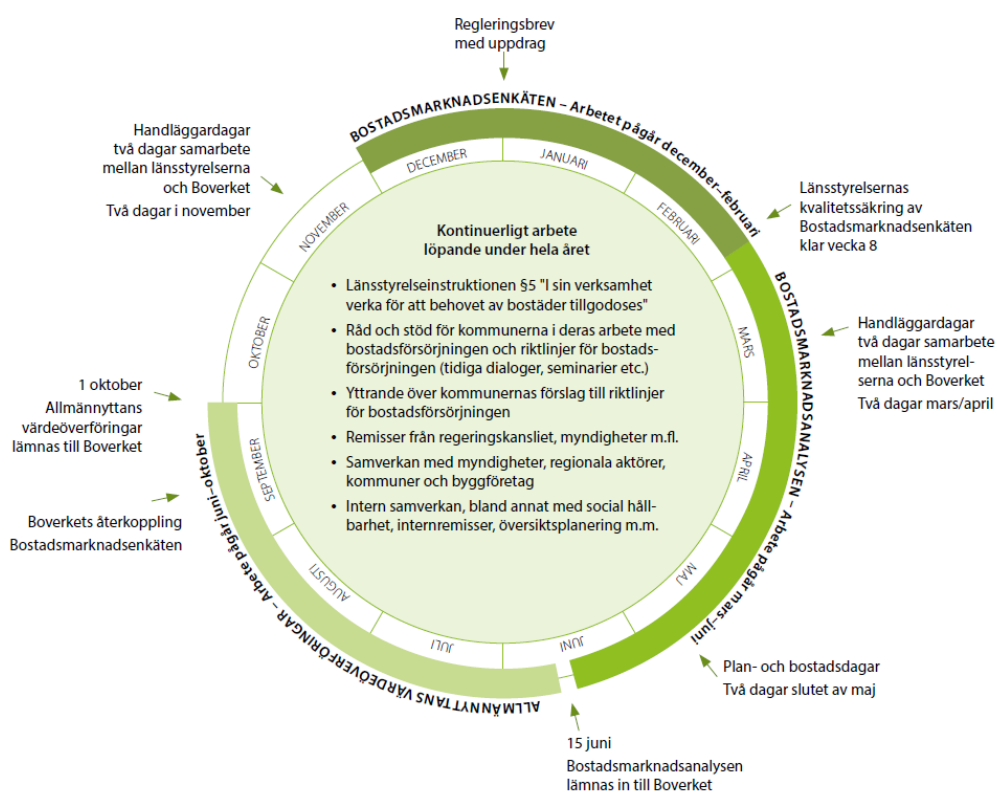 Regleringsbrev
med uppdrag
BOSTADSMARKNADSENKÄTEN – Arbetet pågår december–februari
Handläggardagar
två dagar samarbete
mellan länsstyrelserna
och Boverket
Två dagar i november
Länsstyrelsernas
kvalitetssäkring av
Bostadsmarknadsenkäten
klar vecka 8
BOSTADSMARKNADSANALYSEN – Arbete pågår mars–juni
Handläggardagar
två dagar samarbete
mellan länsstyrel-
serna och Boverket
Två dagar mars/april
Plan- och bostadsdagar
Två dagar slutet av maj
15 juni
Bostadsmarknadsanalysen
lämnas in till Boverket
ALLMÄNNYTTANS VÄRDEÖVERFÖRINGAR – Arbete pågår juni–oktober
Boverkets återkoppling
Bostadsmarknadsenkäten
1 oktober
Allmännyttans
värdeöverföringar
lämnas till Boverket
JANUARI
FEBRUARI
MARS
APRIL
MAJ
JUNI
JULI
AUGUSTI
SEPTEMBER
OKTOBER
NOVEMBER
DECEMBER
Kontinuerligt arbete
löpande under hela året
• Länsstyrelseinstruktionen §5 "I sin verksamhet
verka för att behovet av bostäder tillgodoses"
• Råd och stöd för kommunerna i deras arbete med
bostadsförsörjningen och riktlinjer för bostads-
försörjningen (tidiga dialoger, seminarier etc.)
• Yttrande över kommunernas förslag till riktlinjer
för bostadsförsörjningen
• Remisser från regeringskansliet, myndigheter m.fl.
• Samverkan med myndigheter, regionala aktörer,
kommuner och byggföretag
• Intern samverkan, bland annat med social håll-
barhet, internremisser, översiktsplanering m.m.